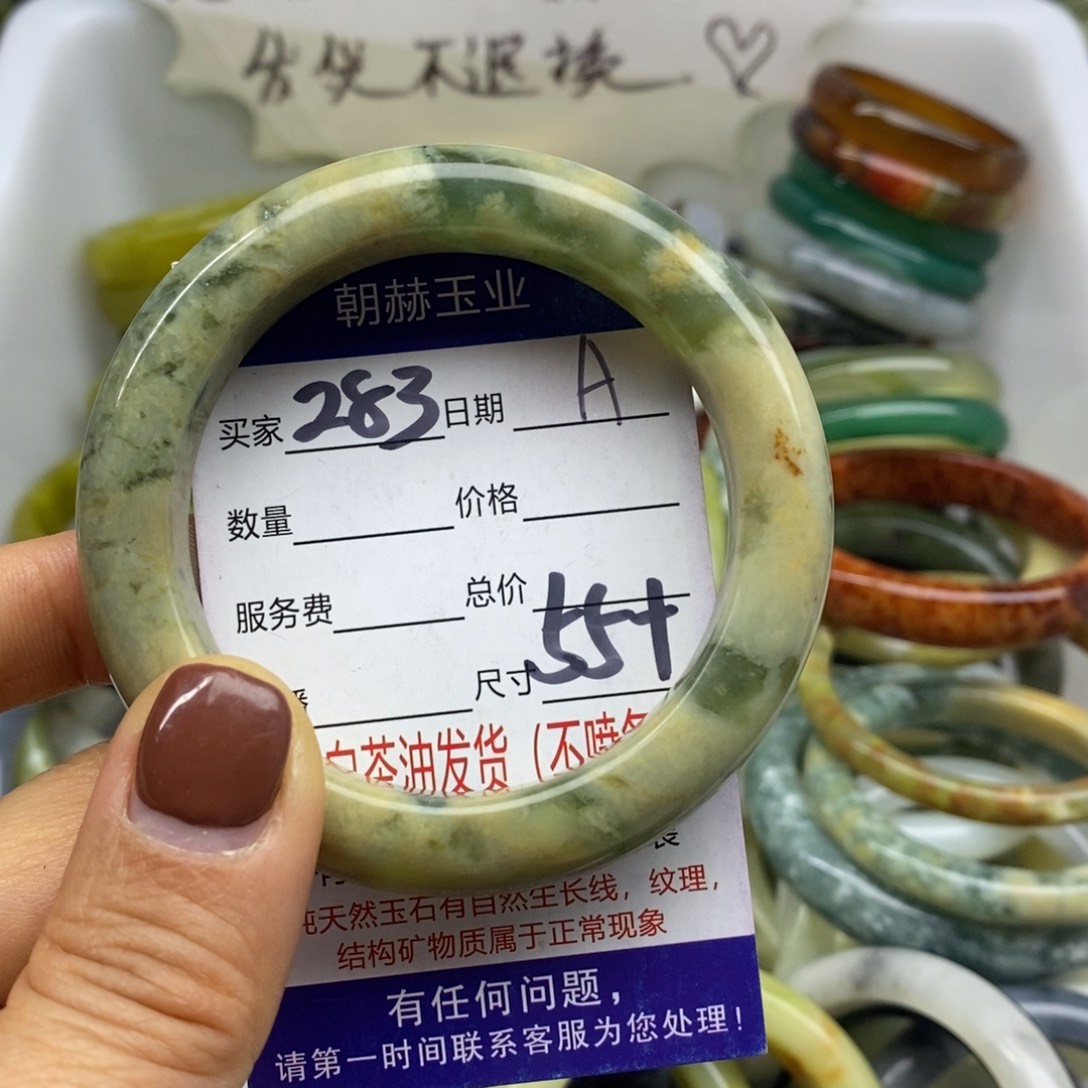 不退换
朝赫玉业
买家 283 日期 A
数量 价格
服务费 总价
尺寸 55+
白茶油发货（不喷
纯天然玉石有自然生长线，纹理，
结构矿物质属于正常现象
有任何问题，
请第一时间联系客服为您处理！